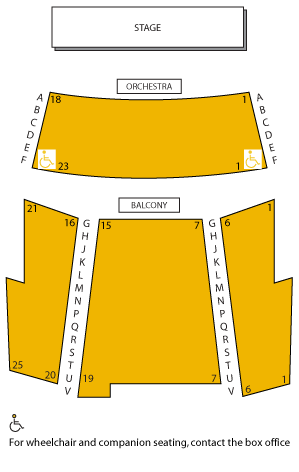 STAGE
ORCHESTRA
A 18 1 A
B B
C C
D D
E E
F 23 1 F
BALCONY
21 1
16 G 15 7 G 6
H H
J J
K K
L L
M M
N N
P P
Q Q
R R
S S
T T
25 20 U 19 7 U 1
V V 6
For wheelchair and companion seating, contact the box office